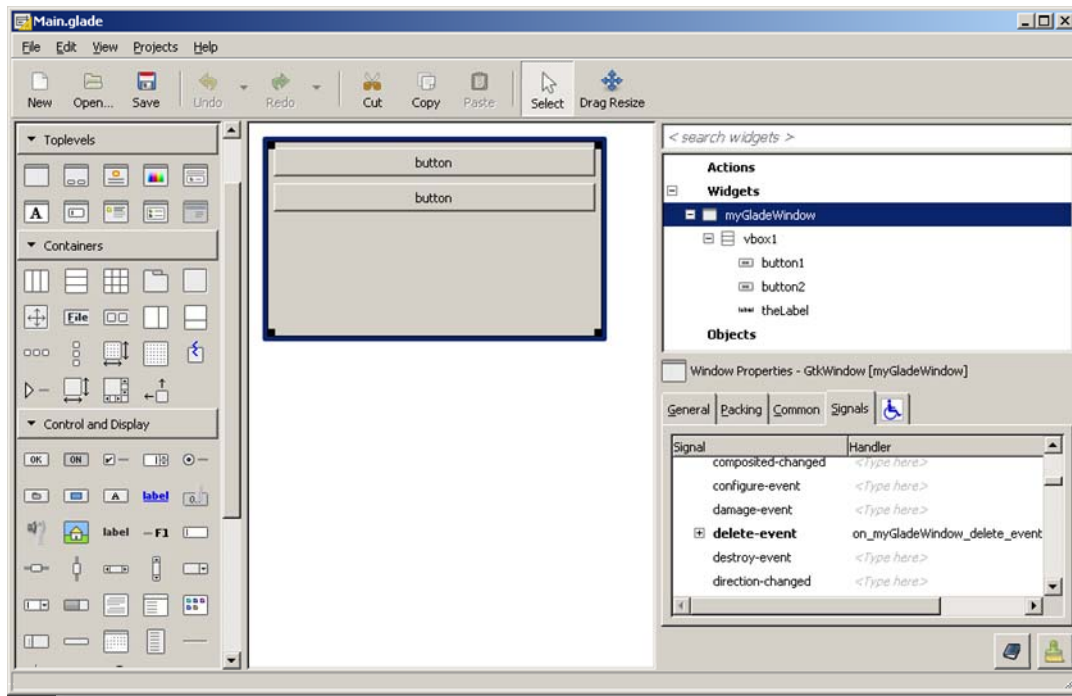 Main.glade
File Edit View Projects Help
New Open... Save Undo Redo Cut Copy Paste Select Drag Resize
Toplevels
A
Containers
File
Control and Display
OK ON
A label
label F1
button
button
< search widgets >
Actions
Widgets
myGladeWindow
vbox1
button1
button2
label theLabel
Objects
Window Properties - GtkWindow [myGladeWindow]
General Packing Common Signals
Signal Handler
composited-changed <Type here>
configure-event <Type here>
damage-event <Type here>
delete-event on_myGladeWindow_delete_event
destroy-event <Type here>
direction-changed <Type here>